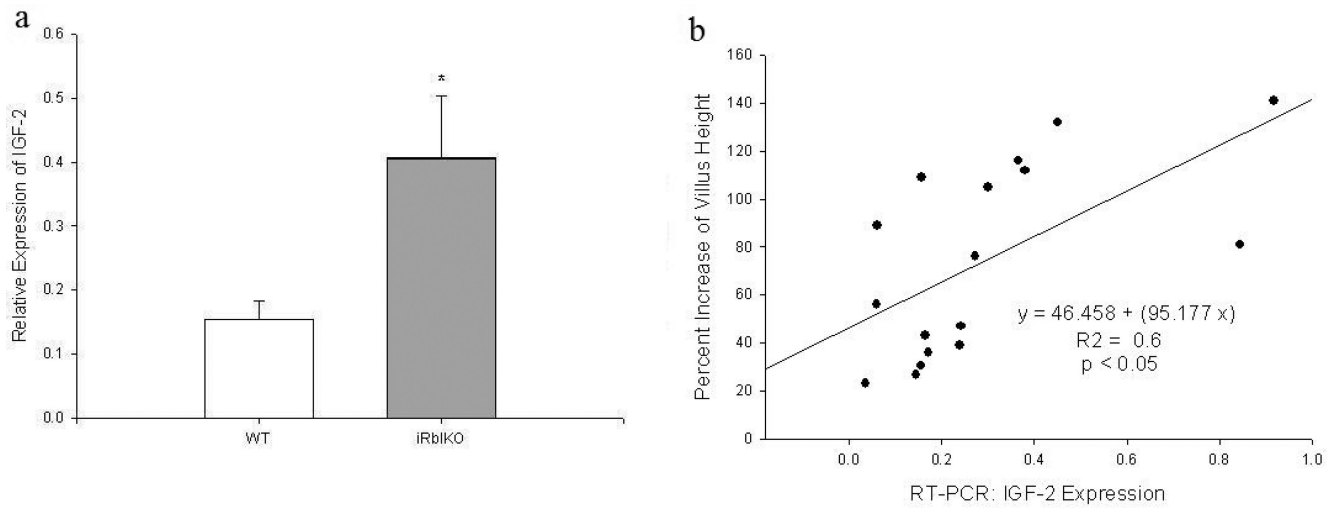 a
Relative Expression of IGF-2
0.6
0.5
0.4
0.3
0.2
0.1
0.0
*
WT
iRbIKO
b
Percent Increase of Villus Height
160
140
120
100
80
60
40
20
0
y = 46.458 + (95.177 x)
R2 = 0.6
p < 0.05
0.0 0.2 0.4 0.6 0.8 1.0
RT-PCR: IGF-2 Expression